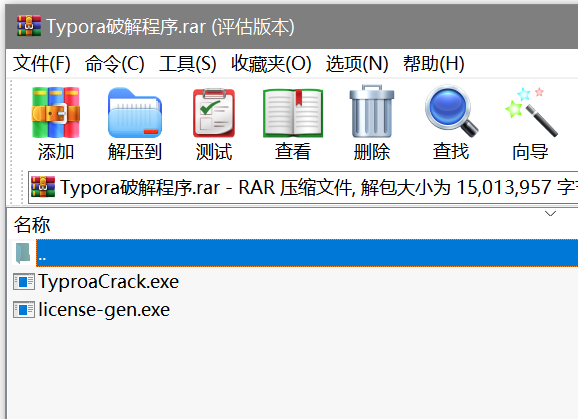 Typora破解程序.rar (评估版本)
文件(F) 命令(C) 工具(S) 收藏夹(O) 选项(N) 帮助(H)
添加 解压到 测试 查看 删除 查找 向导
Typora破解程序.rar - RAR 压缩文件, 解包大小为 15,013,957 字节
名称
..
TyproaCrack.exe
license-gen.exe